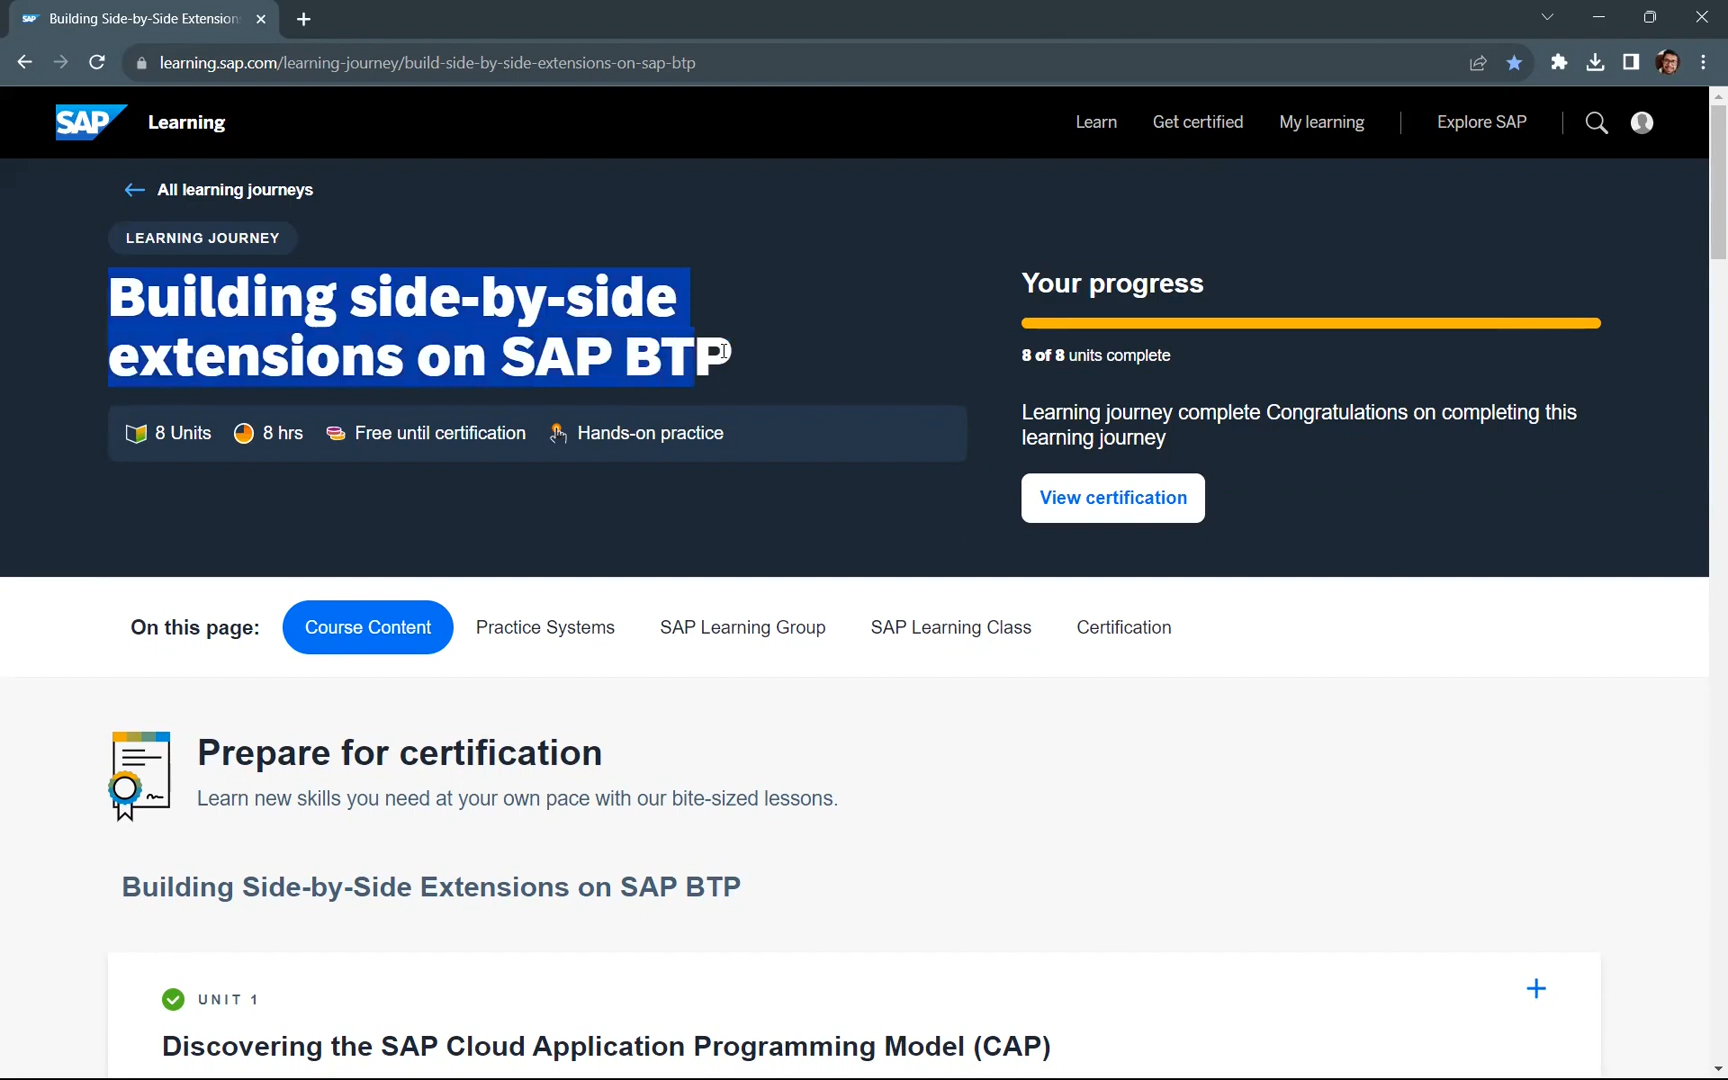 SAP Building Side-by-Side Extension
learning.sap.com/learning-journey/build-side-by-side-extensions-on-sap-btp
SAP Learning
Learn Get certified My learning Explore SAP
All learning journeys
LEARNING JOURNEY
Building side-by-side
extensions on SAP BTP
8 Units 8 hrs Free until certification Hands-on practice
Your progress
8 of 8 units complete
Learning journey complete Congratulations on completing this
learning journey
View certification
On this page: Course Content Practice Systems SAP Learning Group SAP Learning Class Certification
Prepare for certification
Learn new skills you need at your own pace with our bite-sized lessons.
Building Side-by-Side Extensions on SAP BTP
UNIT 1
Discovering the SAP Cloud Application Programming Model (CAP)